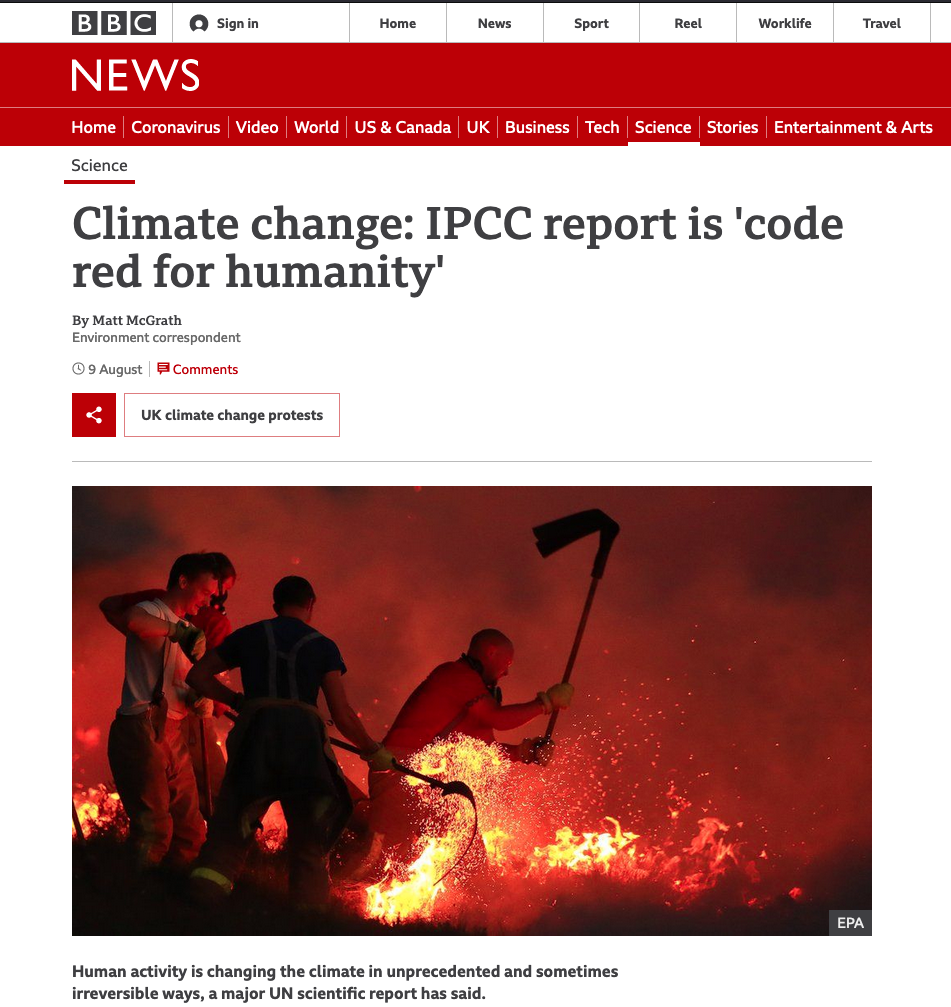 BBC Sign in Home News Sport Reel Worklife Travel
NEWS
Home Coronavirus Video World US & Canada UK Business Tech Science Stories Entertainment & Arts
Science
Climate change: IPCC report is 'code
red for humanity'
By Matt McGrath
Environment correspondent
9 August Comments
UK climate change protests
EPA
Human activity is changing the climate in unprecedented and sometimes
irreversible ways, a major UN scientific report has said.